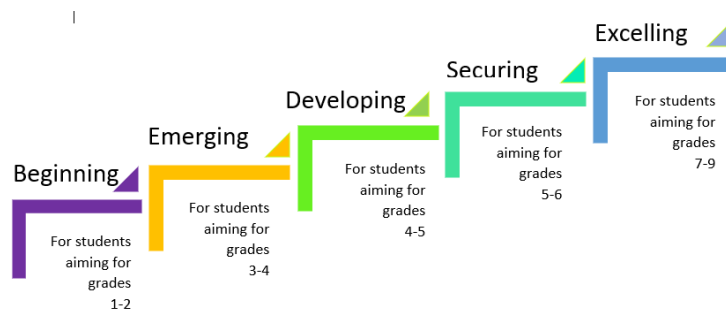 Beginning
For students
aiming for
grades
1-2
Emerging
For students
aiming for
grades
3-4
Developing
For students
aiming for
grades
4-5
Securing
For students
aiming for
grades
5-6
Excelling
For students
aiming for
grades
7-9